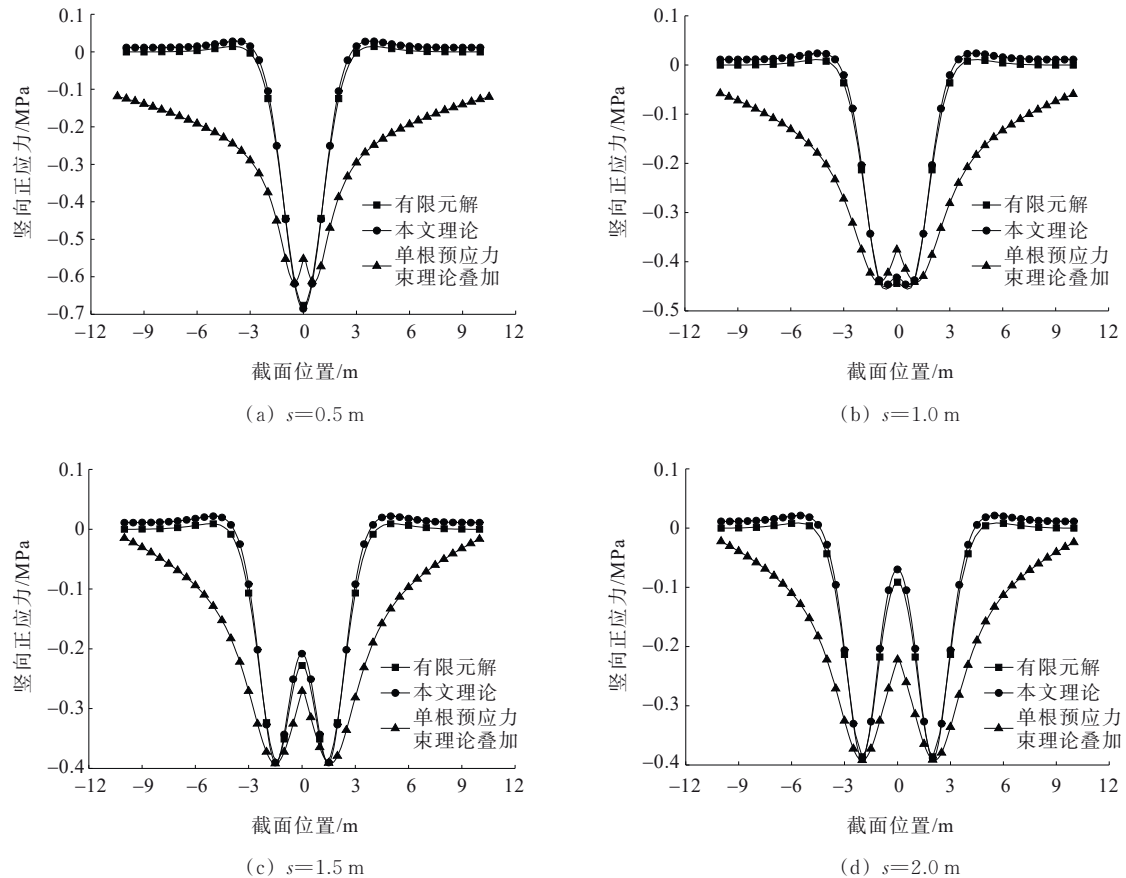 0.1
0
−0.1
−0.2
−0.3
−0.4
−0.5
−0.6
−0.7
竖向正应力/MPa
有限元解
本文理论
单根预应力
束理论叠加
−12 −9 −6 −3 0 3 6 9 12
截面位置/m
(a) s=0.5 m
0.1
0
−0.1
−0.2
−0.3
−0.4
−0.5
竖向正应力/MPa
有限元解
本文理论
单根预应力
束理论叠加
−12 −9 −6 −3 0 3 6 9 12
截面位置/m
(b) s=1.0 m
0.1
0
−0.1
−0.2
−0.3
−0.4
竖向正应力/MPa
有限元解
本文理论
单根预应力
束理论叠加
−12 −9 −6 −3 0 3 6 9 12
截面位置/m
(c) s=1.5 m
0.1
0
−0.1
−0.2
−0.3
−0.4
竖向正应力/MPa
有限元解
本文理论
单根预应力
束理论叠加
−12 −9 −6 −3 0 3 6 9 12
截面位置/m
(d) s=2.0 m